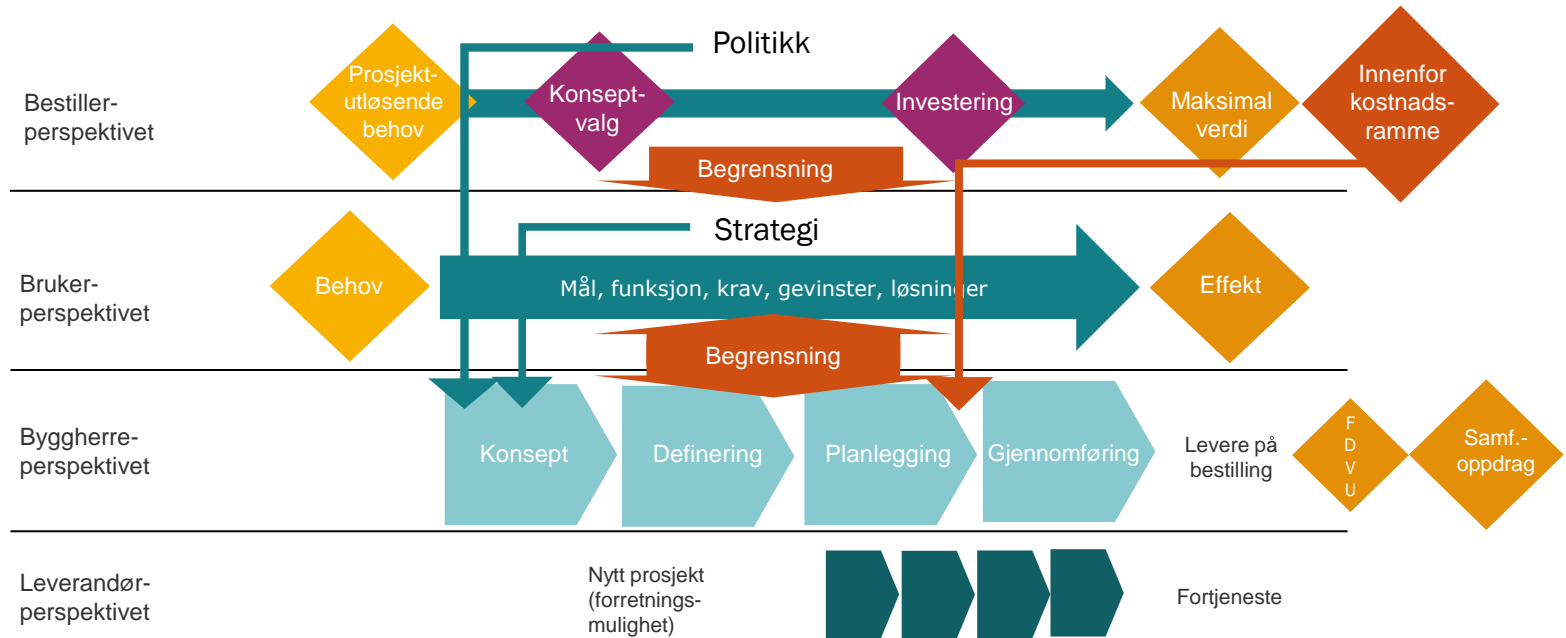 Politikk
Bestiller-
perspektivet
Prosjekt-
utløsende
behov
Konsept-
valg
Investering
Maksimal
verdi
Innenfor
kostnads-
ramme
Begrensning
Strategi
Bruker-
perspektivet
Behov
Mål, funksjon, krav, gevinster, løsninger
Effekt
Begrensning
Byggherre-
perspektivet
Konsept
Definering
Planlegging
Gjennomføring
Levere på
bestilling
F
D
V
U
Samf.-
oppdrag
Leverandør-
perspektivet
Nytt prosjekt
(forretnings-
mulighet)
Fortjeneste